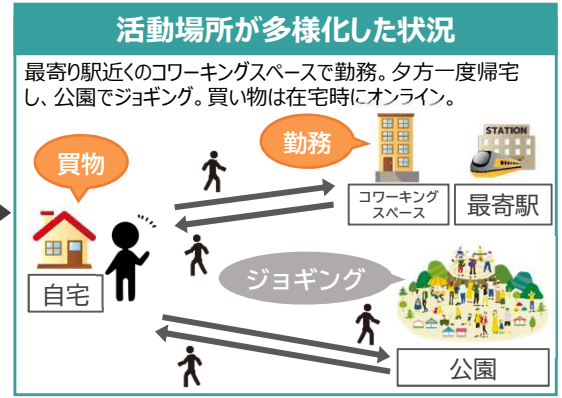 活動場所が多様化した状況
最寄り駅近くのコワーキングスペースで勤務。夕方一度帰宅
し、公園でジョギング。買い物は在宅時にオンライン。
買物
勤務
STATION
コワーキング
スペース
最寄駅
自宅
ジョギング
公園